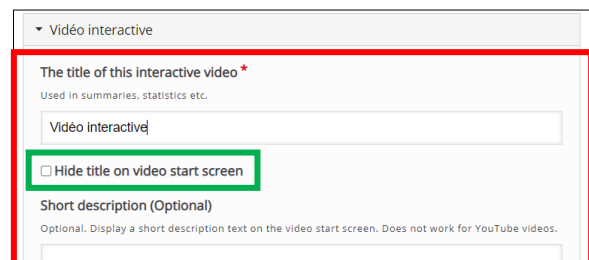 Vidéo interactive
The title of this interactive video *
Used in summaries, statistics etc.
Vidéo interactive
Hide title on video start screen
Short description (Optional)
Optional. Display a short description text on the video start screen. Does not work for YouTube videos.